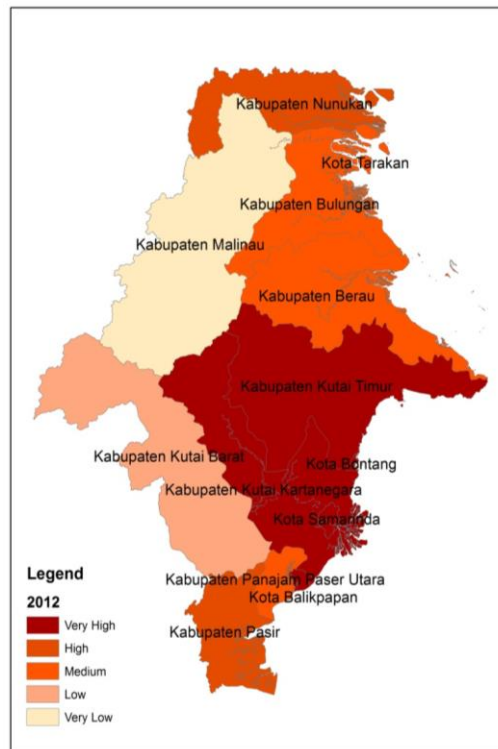 Kabupaten Nunukan
Kota Tarakan
Kabupaten Bulungan
Kabupaten Malinau
Kabupaten Berau
Kabupaten Kutai Timur
Kabupaten Kutai Barat
Kota Bontang
Kabupaten Kutai Kartanegara
Kota Samarinda
Kabupaten Panajam Paser Utara
Kota Balikpapan
Kabupaten Pasir
Legend
2012
Very High
High
Medium
Low
Very Low